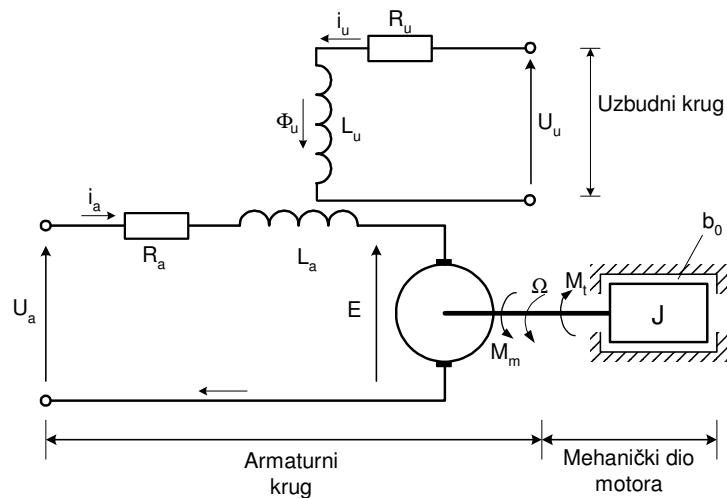 i_u
R_u
Φ_u
L_u
U_u
Uzbudni krug
i_a
R_a
L_a
U_a
E
M_m
Ω
M_t
b_0
J
Armaturni
krug
Mehanički dio
motora